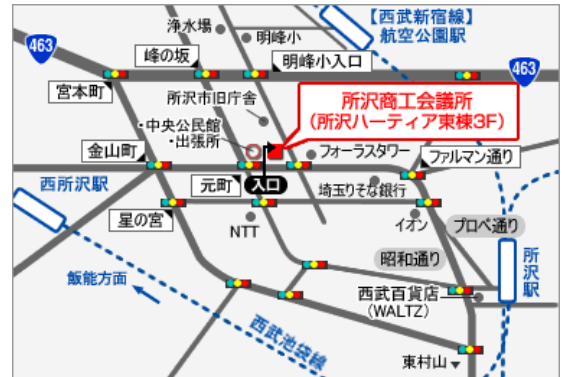 【西武新宿線】
航空公園駅
浄水場
明峰小
463
峰の坂
明峰小入口
463
宮本町
所沢市旧庁舎
所沢商工会議所
(所沢ハーティア東棟3F)
・中央公民館
・出張所
金山町
フォーラスタワー
ファルマン通り
西所沢駅
元町
入口
埼玉りそな銀行
星の宮
NTT
イオン
プロペ通り
昭和通り
所沢駅
飯能方面
西武百貨店
(WALTZ)
西武池袋線
東村山